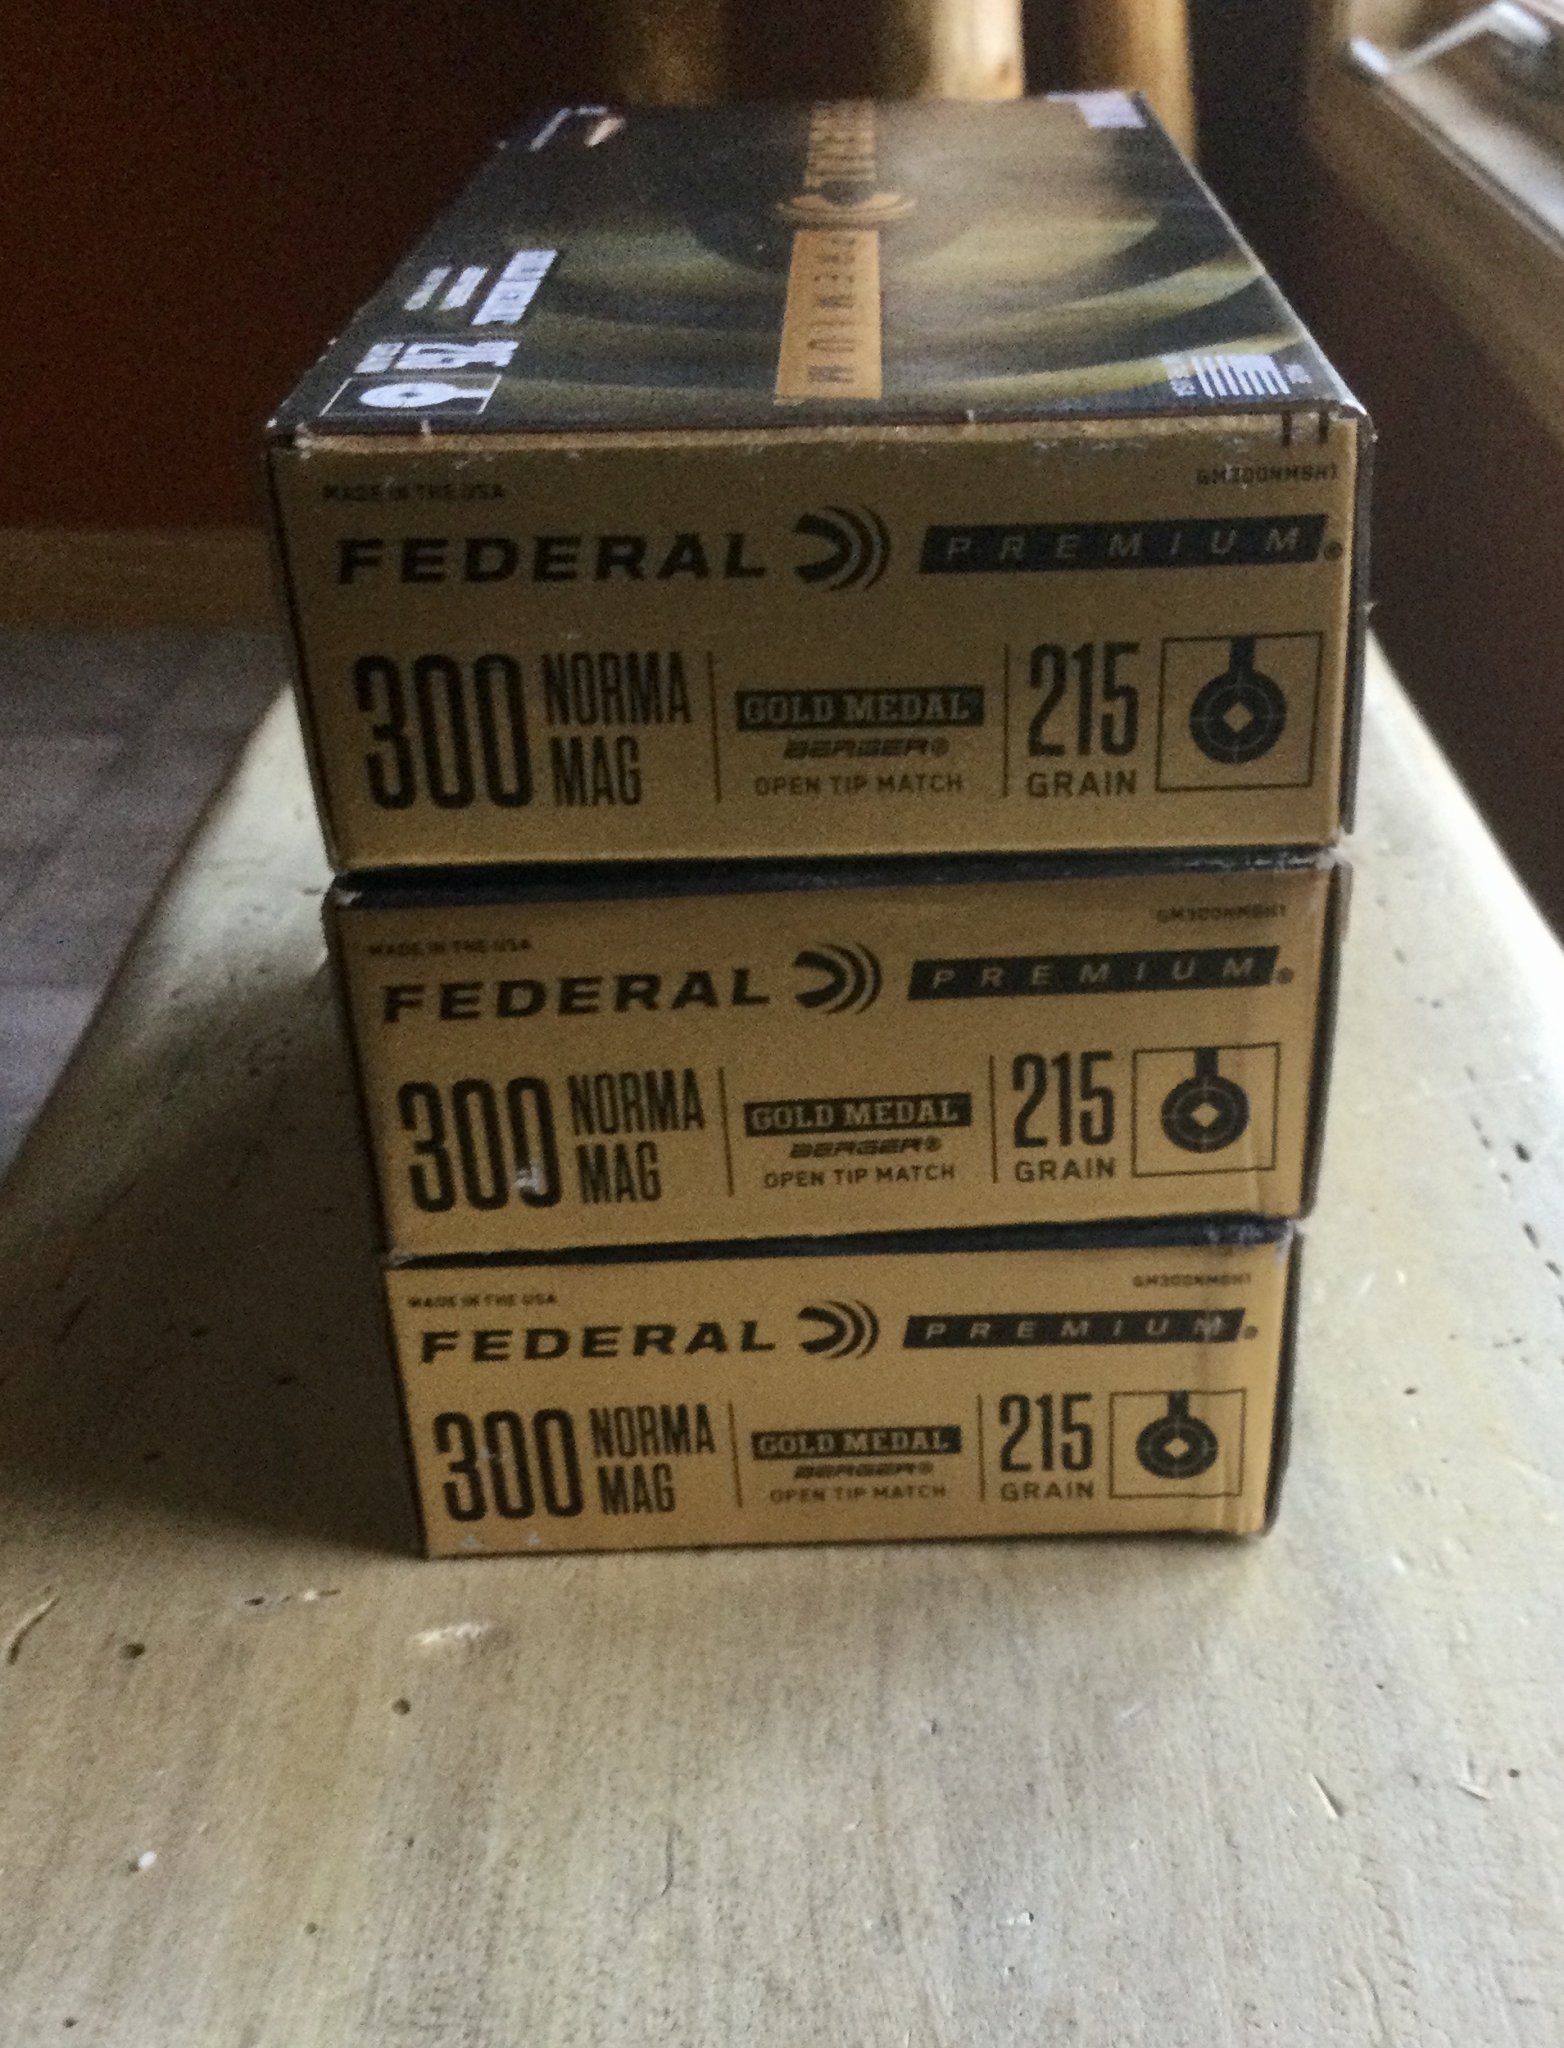 FEDERAL
PREMIUM
MADE IN THE USA
GM300NMBH1
FEDERAL PREMIUM®
300 NORMA MAG
GOLD MEDAL
BERGER®
OPEN TIP MATCH
215 GRAIN
MADE IN THE USA
GM300NMBH1
FEDERAL PREMIUM®
300 NORMA MAG
GOLD MEDAL
BERGER®
OPEN TIP MATCH
215 GRAIN
MADE IN THE USA
GM300NMBH1
FEDERAL PREMIUM®
300 NORMA MAG
GOLD MEDAL
BERGER®
OPEN TIP MATCH
215 GRAIN